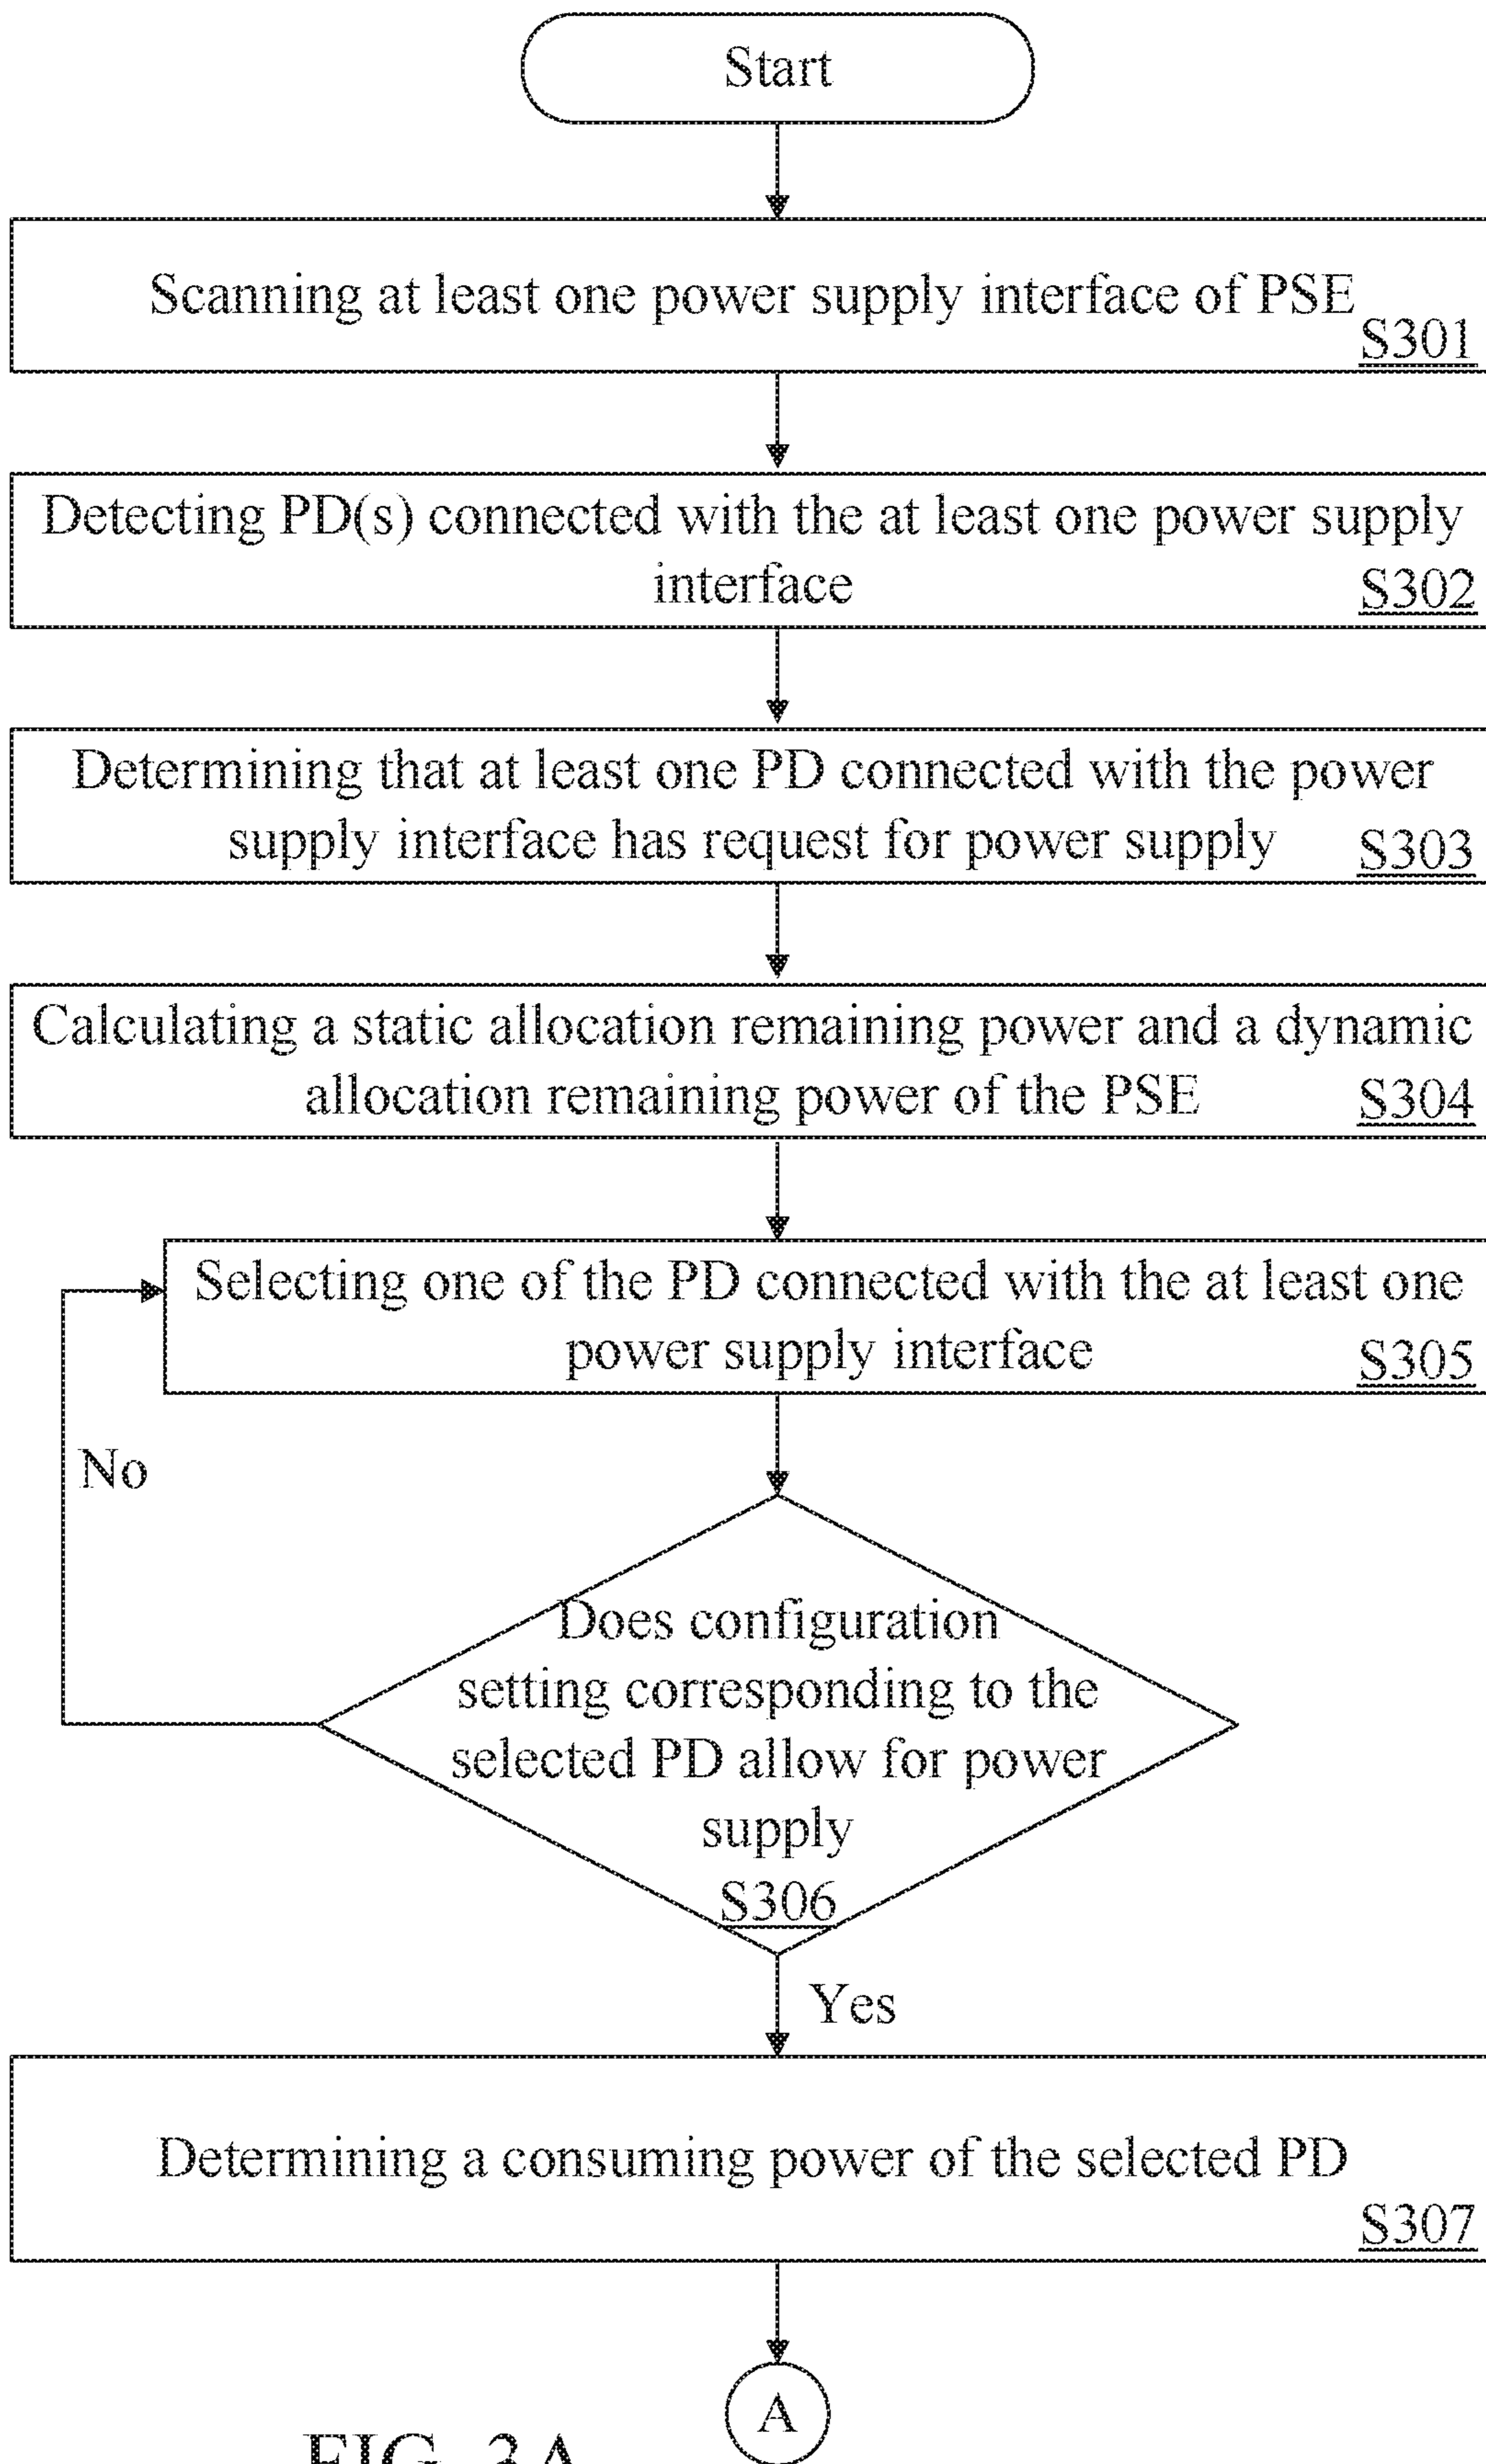 Start
Scanning at least one power supply interface of PSE
S301
Detecting PD(s) connected with the at least one power supply
interface
S302
Determining that at least one PD connected with the power
supply interface has request for power supply
S303
Calculating a static allocation remaining power and a dynamic
allocation remaining power of the PSE
S304
Selecting one of the PD connected with the at least one
power supply interface
S305
No
Does configuration
setting corresponding to the
selected PD allow for power
supply
S306
Yes
Determining a consuming power of the selected PD
S307
A
FIG. 3A